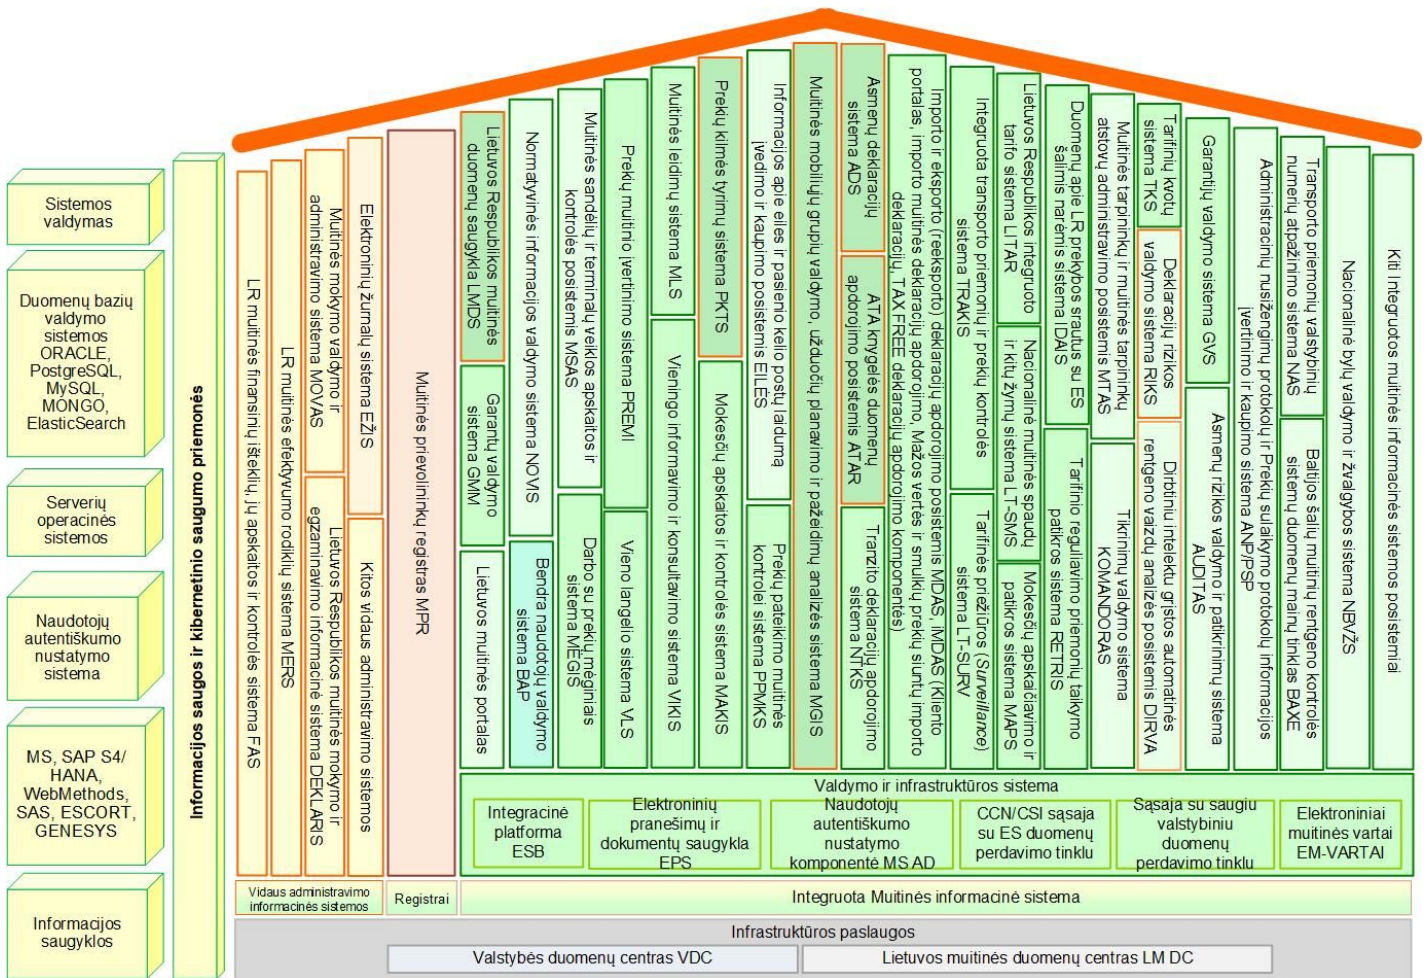 Sistemos
valdymas
Duomenų bazių
valdymo
sistemos
ORACLE,
PostgreSQL,
MySQL,
MONGO,
ElasticSearch
Serverių
operacinės
sistemos
Naudotojų
autentiškumo
nustatymo
sistema
MS, SAP S4/
HANA,
WebMethods,
SAS, ESCORT,
GENESYS
Informacijos
saugyklos
Informacijos saugos ir kibernetinio saugumo priemonės
LR muitinės finansinių išteklių, jų apskaitos ir kontrolės sistema FAS
LR muitinės efektyvumo rodiklių sistema MERS
Muitinės mokymo valdymo ir
administravimo sistema MOVAS
Lietuvos Respublikos muitinės mokymo ir
egzaminavimo informacinė sistema DEKLARIS
Elektroninių žurnalų sistema EŽIS
Kitos vidaus administravimo sistemos
Muitinės prievolininkų registras MPR
Lietuvos Respublikos muitinės
duomenų saugykla LMDS
Garantų valdymo
sistema GMM
Lietuvos muitinės portalas
Normatyvinės informacijos valdymo sistema NOVIS
Bendra naudotojų valdymo
sistema BAP
Muitinės sandėlių ir terminalų veiklos apskaitos ir
kontrolės posistemis MSAS
Darbo su prekių mėginiais
sistema MĖGIS
Prekių muitinio įvertinimo sistema PREMI
Vieno langelio sistema VLS
Muitinės leidimų sistema MLS
Vieningo informavimo ir konsultavimo sistema VIKIS
Prekių kilmės tyrimų sistema PKTS
Mokesčių apskaitos ir kontrolės sistema MAKIS
Informacijos apie eiles ir pasienio kelio postų laidumą
įvedimo ir kaupimo posistemis EILĖS
Prekių pateikimo muitinės
kontrolei sistema PPMKS
Muitinės mobiliųjų grupių valdymo, užduočių planavimo ir pažeidimų analizės sistema MGIS
Asmenų deklaracijų
sistema ADS
ATA knygelės duomenų
apdorojimo posistemis ATAR
Tranzito deklaracijų apdorojimo
sistema NTKS
Importo ir eksporto (reeksporto) deklaracijų apdorojimo posistemis MDAS, iMDAS (Kliento
portalas, importo muitinės deklaracijų apdorojimo, Mažos vertės ir smulkių prekių siuntų importo
deklaracijų, TAX FREE deklaracijų apdorojimo komponentės)
Integruota transporto priemonių ir prekių kontrolės
sistema TRAKIS
Tarifinės priežiūros (Surveillance)
sistema LT-SURV
Lietuvos Respublikos integruoto
tarifo sistema LITAR
Nacionalinė muitinės spaudų
ir kitų žymų sistema LT-SMS
Mokesčių apskaičiavimo ir
patikros sistema MAPS
Duomenų apie LR prekybos srautus su ES
šalimis narėmis sistema IDAIS
Tarifinio reguliavimo priemonių taikymo
patikros sistema RETRIS
Muitinės tarpininkų ir muitinės tarpininkų
atstovų administravimo posistemis MTAS
Tikrinimų valdymo sistema
KOMANDORAS
Tarifinių kvotų
sistema TKS
Deklaracijų rizikos
valdymo sistema RIKS
Dirbtiniu intelektu grįstos automatinės
rentgeno vaizdų analizės posistemis DIRVA
Garantijų valdymo sistema GVS
Asmenų rizikos valdymo ir patikrinimų sistema
AUDITAS
Administracinių nusižengimų protokolų ir Prekių sulaikymo protokolų informacijos
įvertinimo ir kaupimo sistema ANP/PSP
Transporto priemonių valstybinių
numerių atpažinimo sistema NAS
Baltijos šalių muitinių rentgeno kontrolės
sistemų duomenų mainų tinklas BAXE
Nacionalinė bylų valdymo ir žvalgybos sistema NBVŽS
Kiti Integruotos muitinės informacinės sistemos posistemiai
Valdymo ir infrastruktūros sistema
Integracinė
platforma
ESB
Elektroninių
pranešimų ir
dokumentų saugykla
EPS
Naudotojų
autentiškumo
nustatymo
komponentė MS AD
CCN/CSI sąsaja
su ES duomenų
perdavimo tinklu
Sąsaja su saugiu
valstybiniu
duomenų
perdavimo tinklu
Elektroniniai
muitinės vartai
EM-VARTAI
Vidaus administravimo
informacinės sistemos
Registrai
Integruota Muitinės informacinė sistema
Infrastruktūros paslaugos
Valstybės duomenų centras VDC
Lietuvos muitinės duomenų centras LM DC